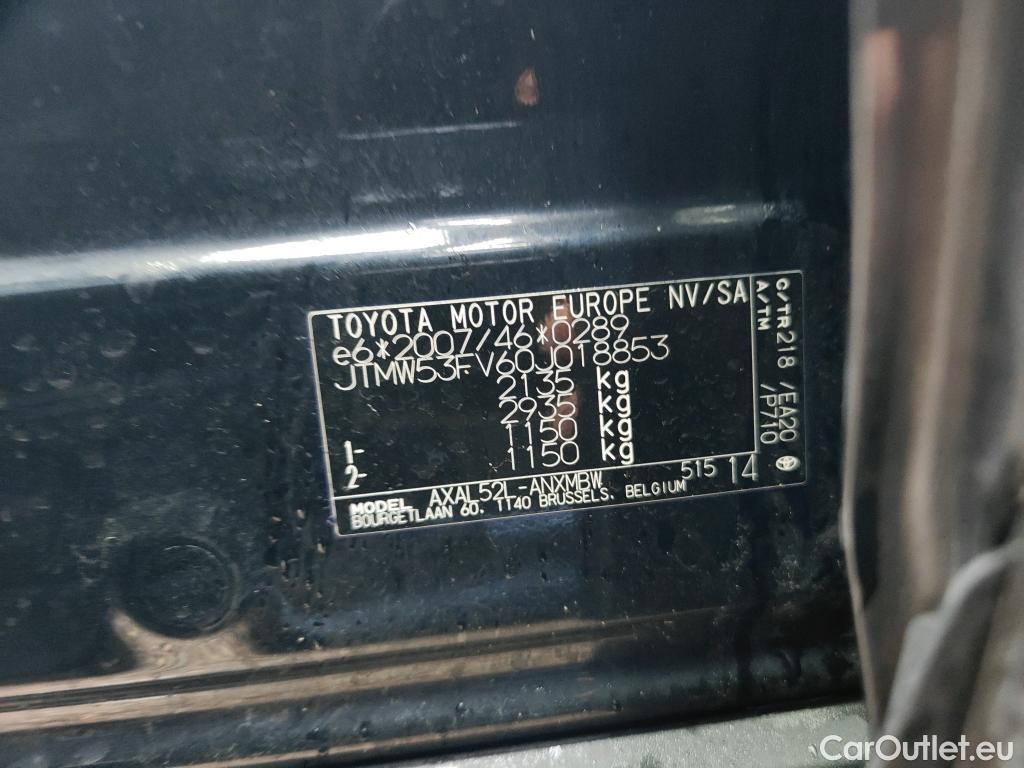 TOYOTA MOTOR EUROPE NV/SA
e6*2007/46*0289
JTMW53FV60J018853
2135 kg
2935 kg
1- 1150 kg
2- 1150 kg
515 14
MODEL AXAL52L-ANXMBW
BOURGETLAAN 60. 1140 BRUSSELS. BELGIUM
C/TR 218 /EA20
A/TM /P710
CarOutlet.eu